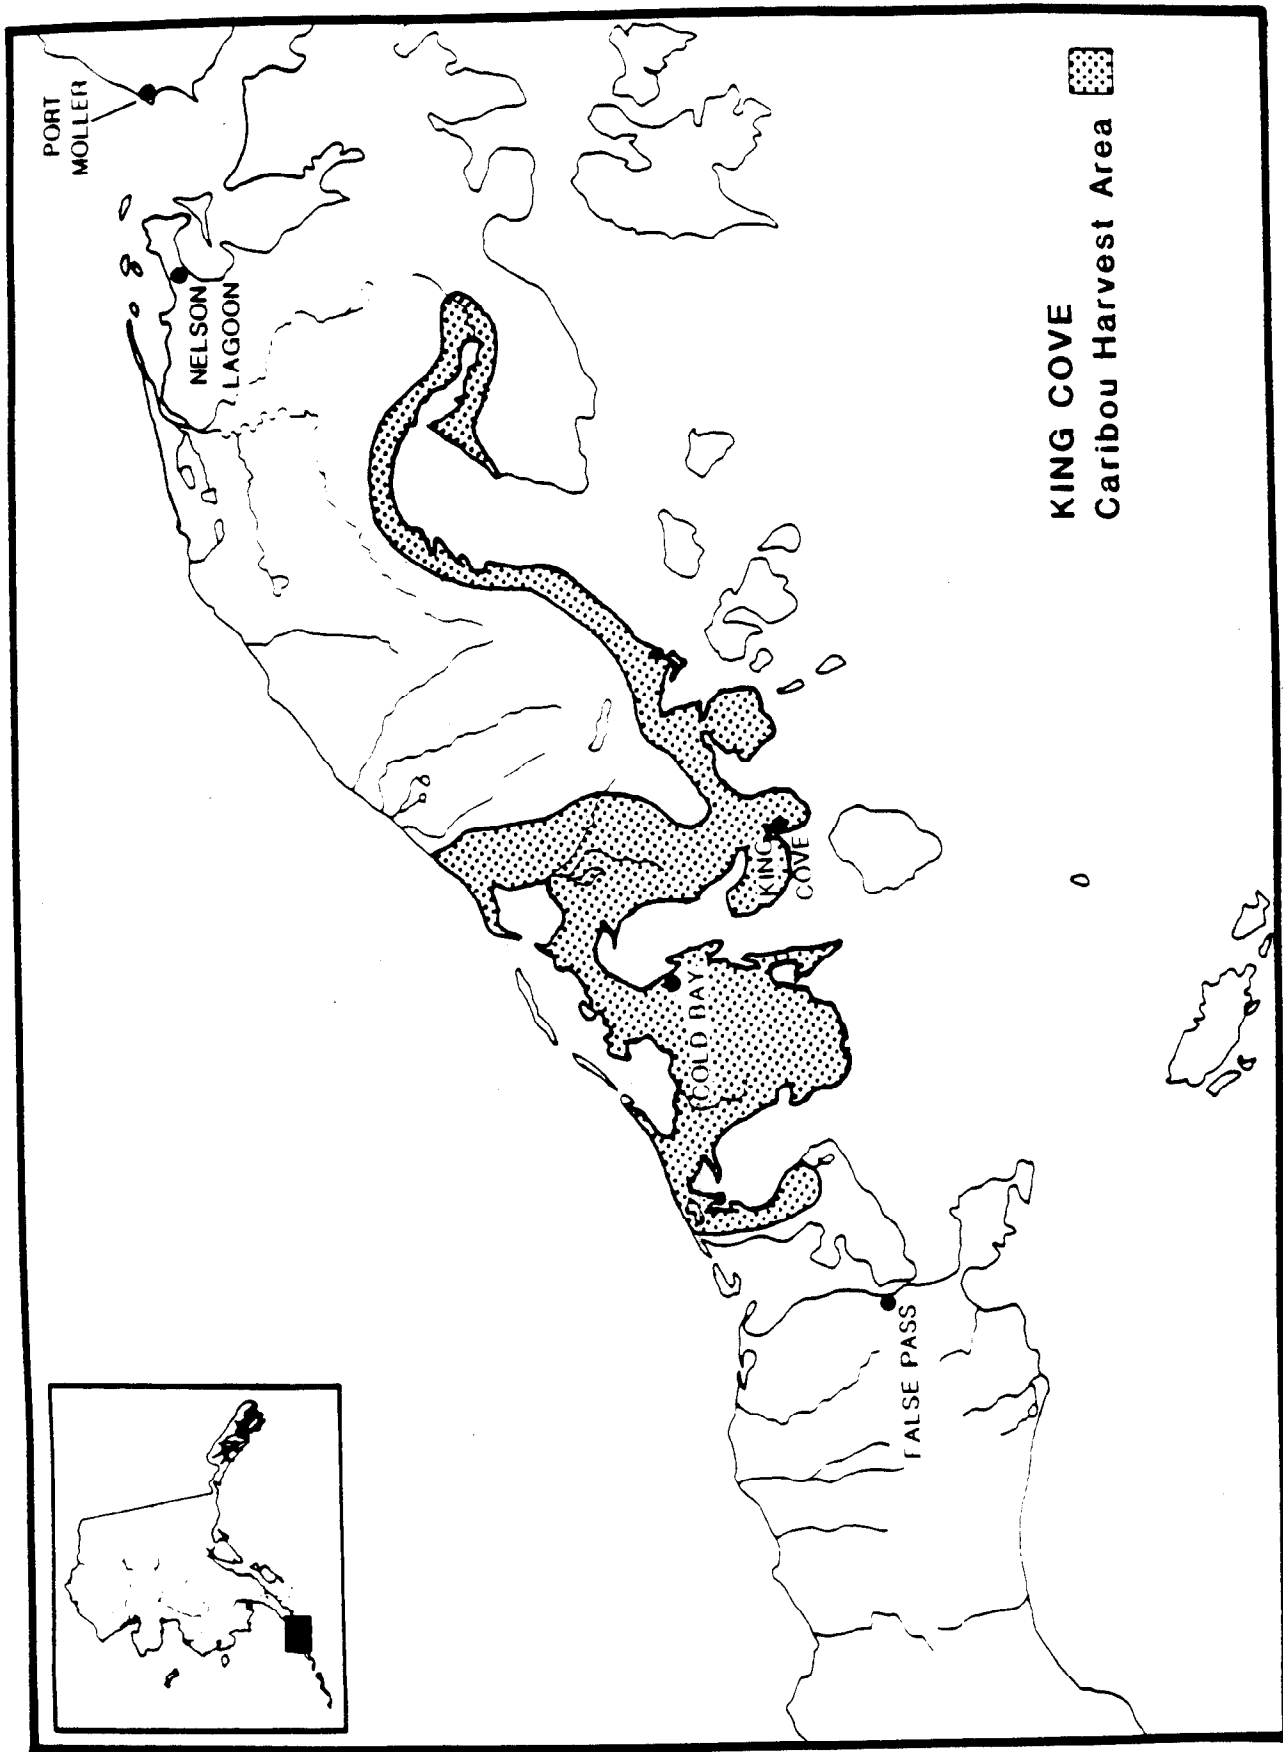 PORT
MOLLER
NELSON
LAGOON
KING COVE
Caribou Harvest Area
KING
COVE
COLD BAY
FALSE PASS